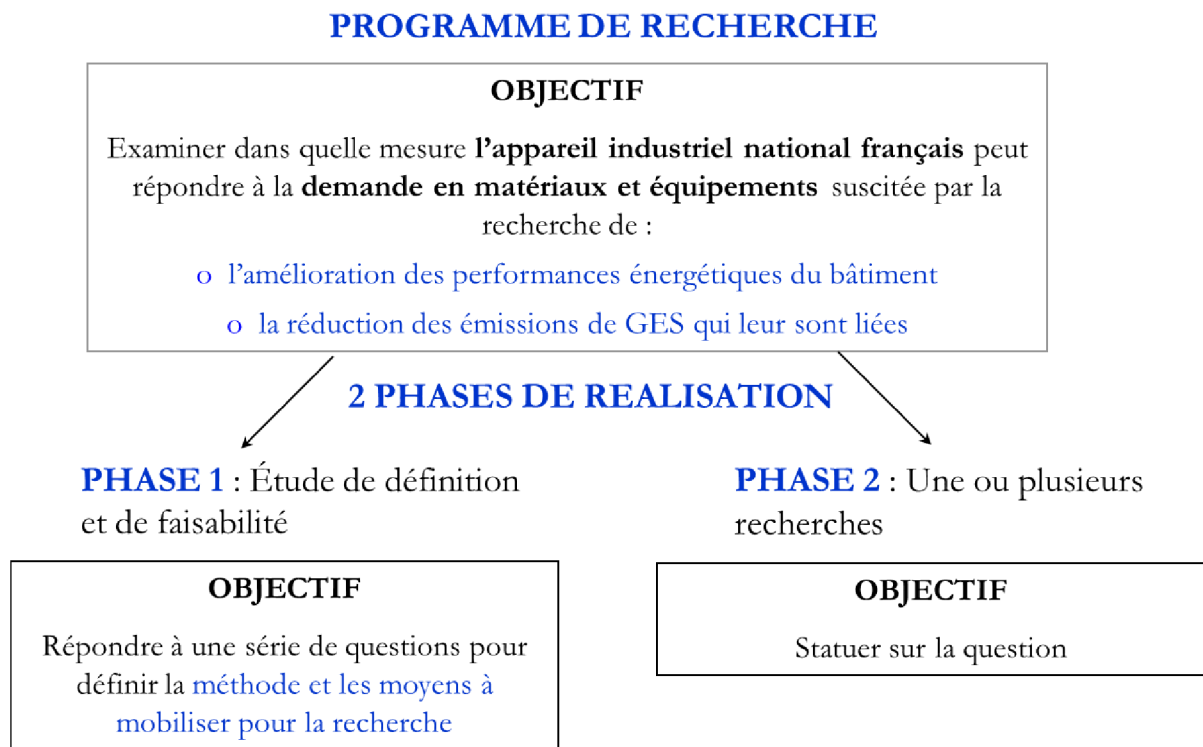 PROGRAMME DE RECHERCHE
OBJECTIF
Examiner dans quelle mesure l'appareil industriel national français peut
répondre à la demande en matériaux et équipements suscitée par la
recherche de :
o l'amélioration des performances énergétiques du bâtiment
o la réduction des émissions de GES qui leur sont liées
2 PHASES DE REALISATION
PHASE 1 : Étude de définition
et de faisabilité
OBJECTIF
Répondre à une série de questions pour
définir la méthode et les moyens à
mobiliser pour la recherche
PHASE 2 : Une ou plusieurs
recherches
OBJECTIF
Statuer sur la question